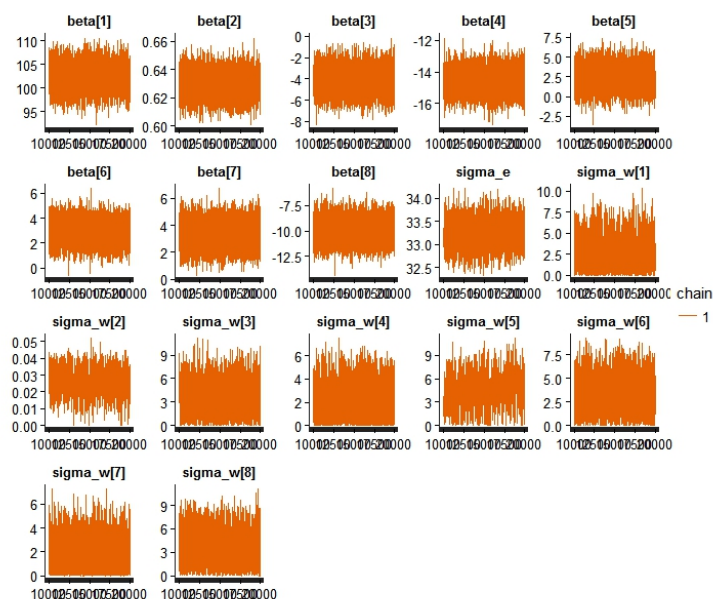 beta[1] beta[2] beta[3] beta[4] beta[5]
110 105 100 95
0.66 0.64 0.62 0.60
0 -2 -4 -6 -8
-12 -14 -16
7.5 5.0 2.5 0.0 -2.5
beta[6] beta[7] beta[8] sigma_e sigma_w[1]
6 4 2 0
6 4 2 0
-7.5 -10.0 -12.5
34.0 33.5 33.0 32.5
10.0 7.5 5.0 2.5 0.0
chain
1
sigma_w[2] sigma_w[3] sigma_w[4] sigma_w[5] sigma_w[6]
0.05 0.04 0.03 0.02 0.01 0.00
9 6 3 0
6 4 2 0
9 6 3 0
7.5 5.0 2.5 0.0
sigma_w[7] sigma_w[8]
6 4 2 0
9 6 3 0